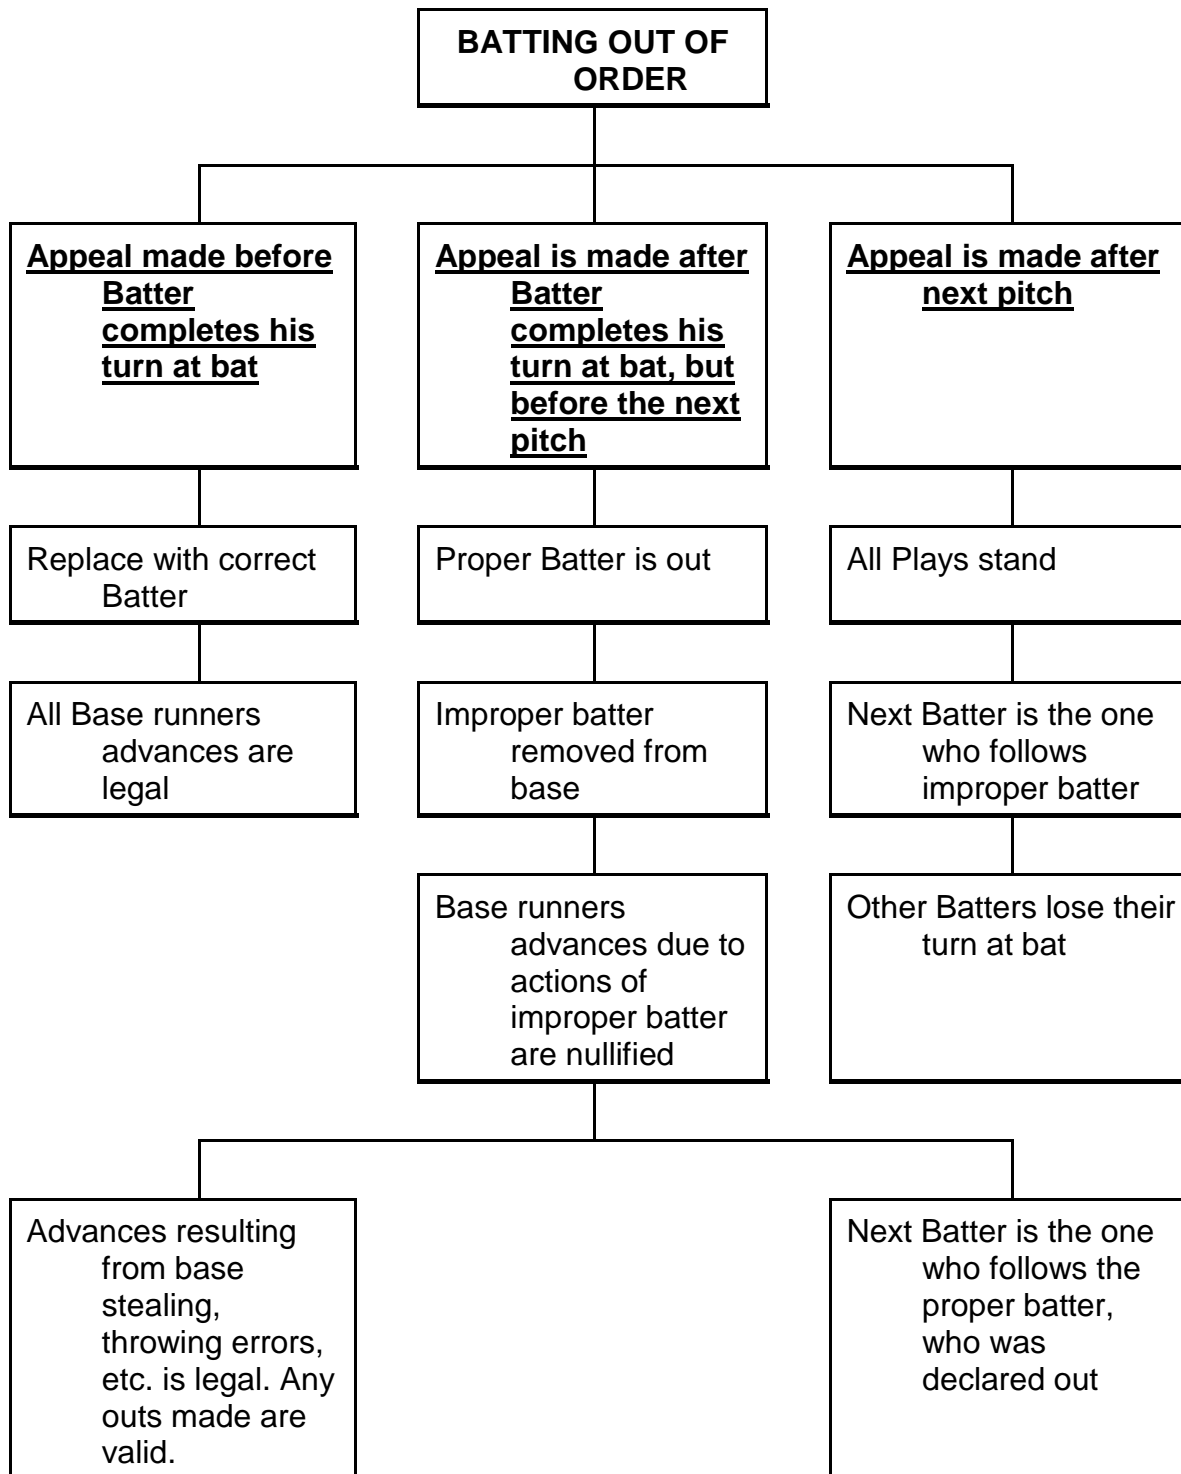 BATTING OUT OF
ORDER
Appeal made before
Batter
completes his
turn at bat
Appeal is made after
Batter
completes his
turn at bat, but
before the next
pitch
Appeal is made after
next pitch
Replace with correct
Batter
Proper Batter is out
All Plays stand
All Base runners
advances are
legal
Improper batter
removed from
base
Next Batter is the one
who follows
improper batter
Base runners
advances due to
actions of
improper batter
are nullified
Other Batters lose their
turn at bat
Advances resulting
from base
stealing,
throwing errors,
etc. is legal. Any
outs made are
valid.
Next Batter is the one
who follows the
proper batter,
who was
declared out